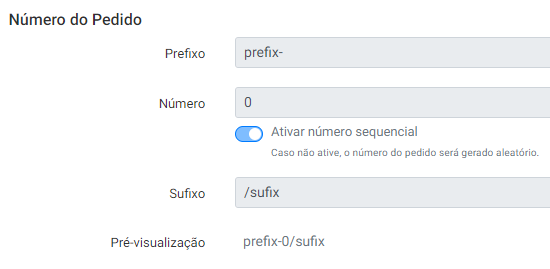 Número do Pedido
Prefixo
prefix-
Número
0
Ativar número sequencial
Caso não ative, o número do pedido será gerado aleatório.
Sufixo
/sufix
Pré-visualização
prefix-0/sufix